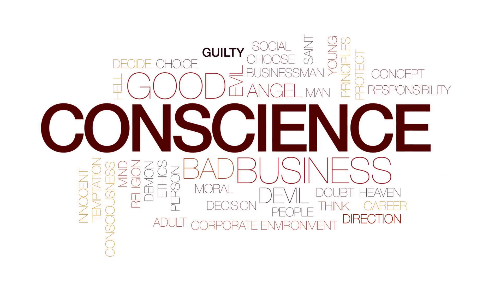 GUILTY
SOCIAL
SAINT
YOUNG
PRINCIPLES
PROTECT
DECIDE
CHOICE
CHOOSE
HELL
GOOD
EVIL
BUSINESSMAN
CONCEPT
ANGEL
MAN
RESPONSIBILITY
CONSCIENCE
INNOCENT
TEMPTATION
CONSCIOUSNESS
MIND
RELIGION
DEMON
ETHICS
PERSON
BAD
BUSINESS
MORAL
DEVIL
DOUBT
HEAVEN
DECISION
PEOPLE
THINK
CAREER
ADULT
CORPORATE ENVIRONMENT
DIRECTION